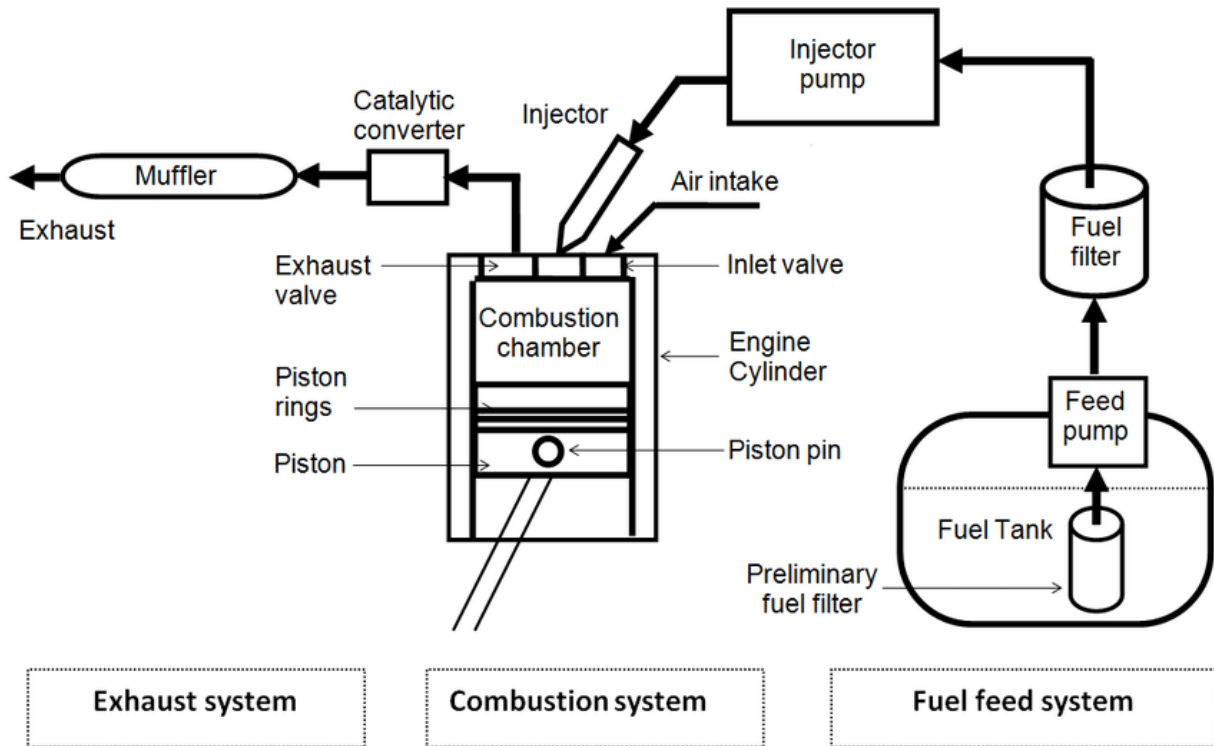 Injector
pump
Catalytic
converter
Injector
Muffler
Air intake
Exhaust
Fuel
filter
Exhaust
valve
Inlet valve
Combustion
chamber
Engine
Cylinder
Piston
rings
Feed
pump
Piston
Piston pin
Fuel Tank
Preliminary
fuel filter
Exhaust system
Combustion system
Fuel feed system